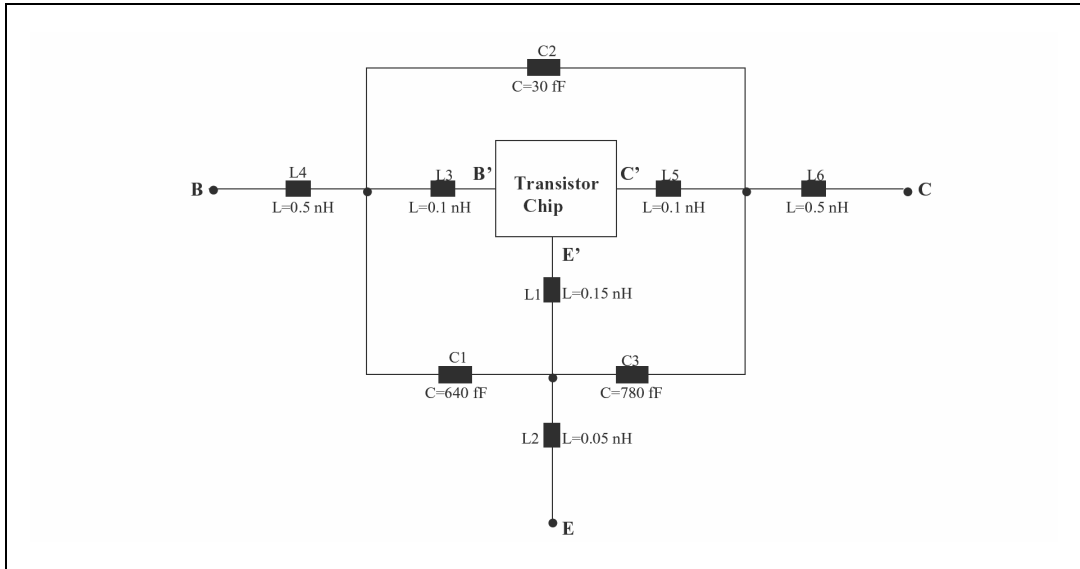 C2
C=30 fF
L4
L3
B’
Transistor
Chip
C’
L5
L6
B
C
L=0.5 nH
L=0.1 nH
L=0.1 nH
L=0.5 nH
E’
L1
L=0.15 nH
C1
C3
C=640 fF
C=780 fF
L2
L=0.05 nH
E